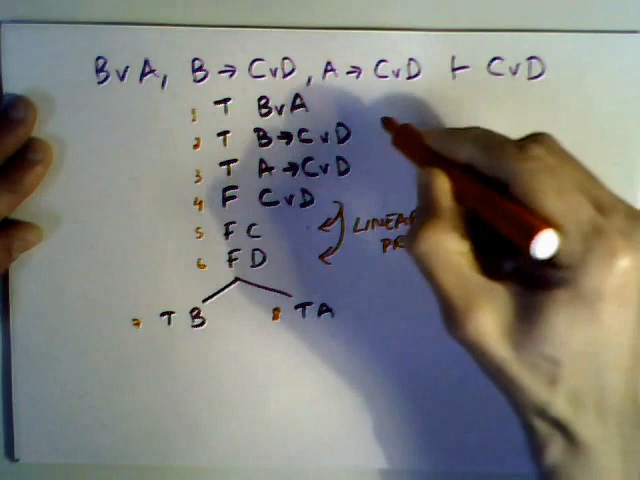 B∨A, B→C∨D, A→C∨D ⊢ C∨D
1 T B∨A
2 T B→C∨D
3 T A→C∨D
4 F C∨D
5 F C
6 F D
7 T B 8 T A